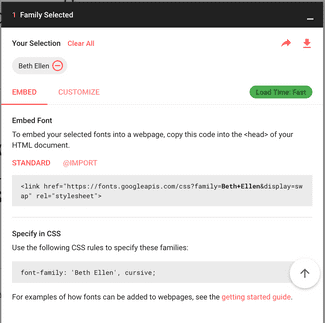 1 Family Selected
Your Selection Clear All
Beth Ellen
EMBED CUSTOMIZE Load Time: Fast
Embed Font
To embed your selected fonts into a webpage, copy this code into the <head> of your
HTML document.
STANDARD @IMPORT
<link href="https://fonts.googleapis.com/css?family=Beth+Ellen&display=sw
ap" rel="stylesheet">
Specify in CSS
Use the following CSS rules to specify these families:
font-family: 'Beth Ellen', cursive;
For examples of how fonts can be added to webpages, see the getting started guide.